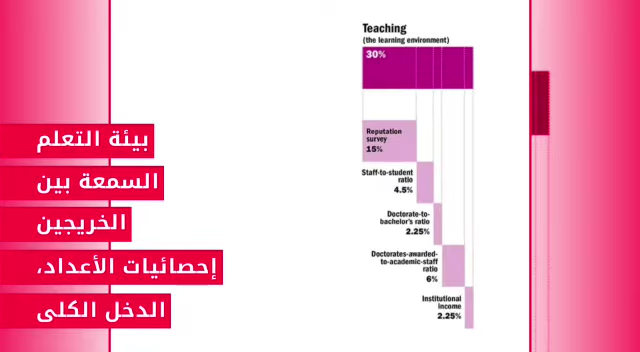 Teaching
(the learning environment)
30%
Reputation
survey
15%
Staff-to-student
ratio
4.5%
Doctorate-to-
bachelor's ratio
2.25%
Doctorates-awarded-
to-academic-staff
ratio
6%
Institutional
income
2.25%
بيئة التعلم
السمعة بين
الخريجين
إحصائيات الأعداد،
الدخل الكلى